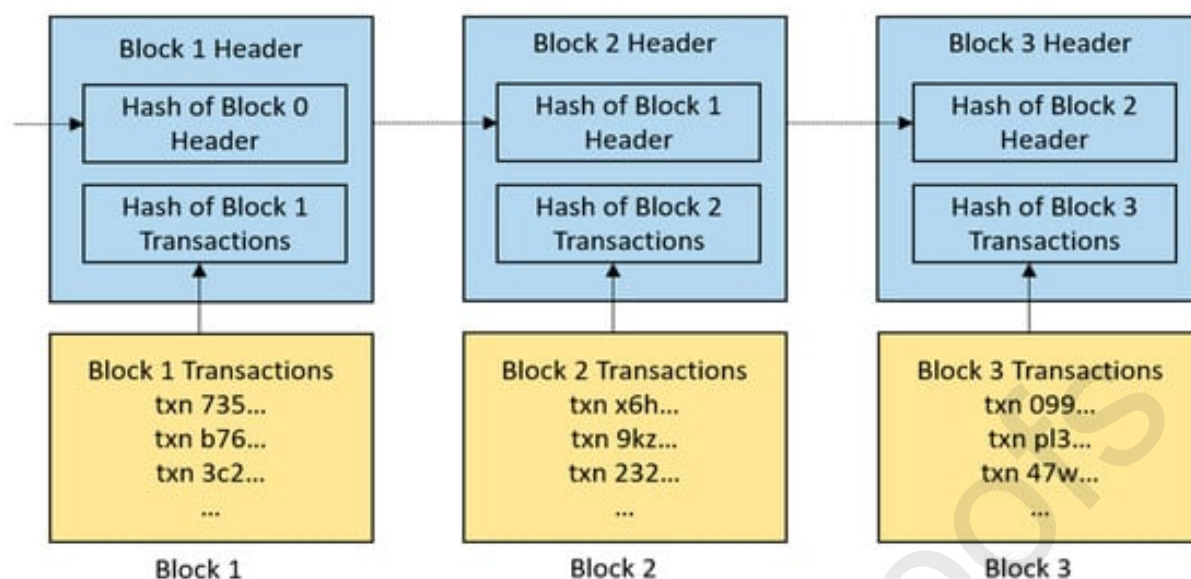 Block 1 Header
Hash of Block 0
Header
Hash of Block 1
Transactions
Block 1 Transactions
txn 735...
txn b76...
txn 3c2...
...
Block 1
Block 2 Header
Hash of Block 1
Header
Hash of Block 2
Transactions
Block 2 Transactions
txn x6h...
txn 9kz...
txn 232...
...
Block 2
Block 3 Header
Hash of Block 2
Header
Hash of Block 3
Transactions
Block 3 Transactions
txn 099...
txn pl3...
txn 47w...
...
Block 3